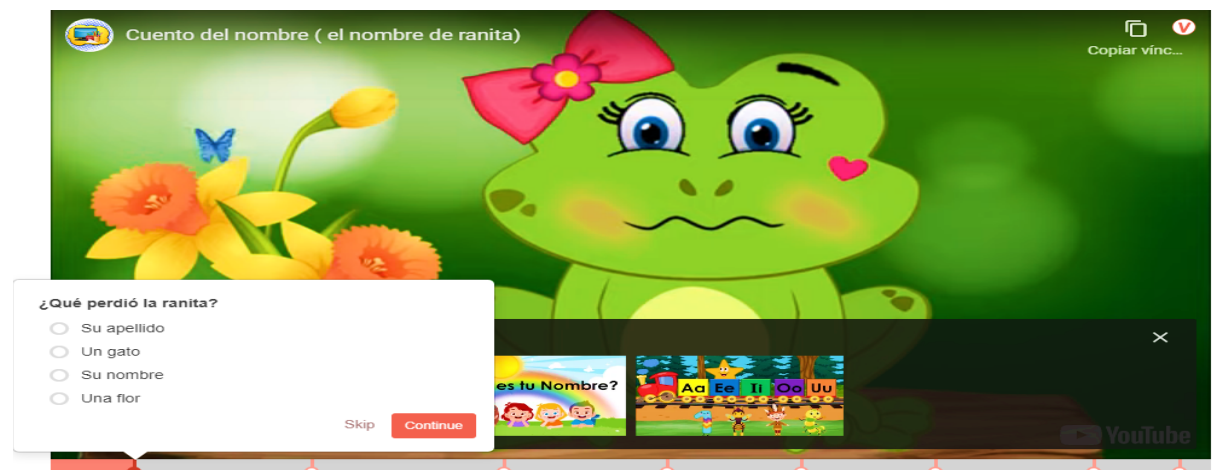 Cuento del nombre ( el nombre de ranita)
Copiar vínc...
¿Qué perdió la ranita?
Su apellido
Un gato
Su nombre
Una flor
Skip
Continue
es tu Nombre?
Aa Ee Ii Oo Uu
YouTube